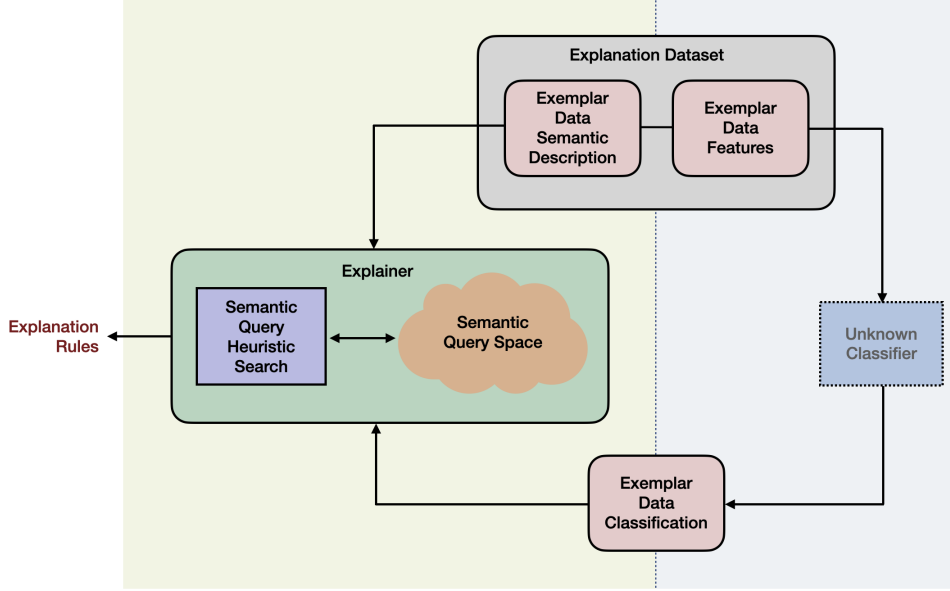 Explanation Dataset
Exemplar
Data
Semantic
Description
Exemplar
Data
Features
Explainer
Semantic
Query
Heuristic
Search
Semantic
Query Space
Explanation
Rules
Unknown
Classifier
Exemplar
Data
Classification